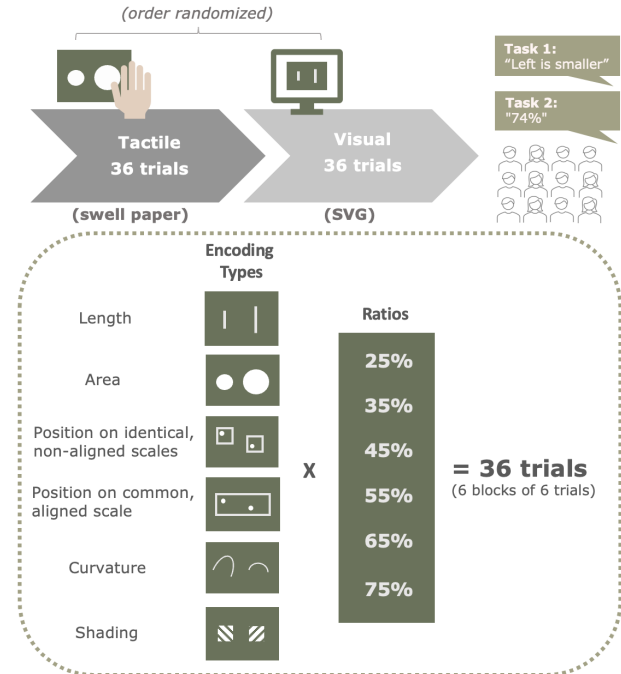 (order randomized)
Task 1:
“Left is smaller”
Task 2:
"74%"
Tactile
36 trials
Visual
36 trials
(swell paper)
(SVG)
Encoding
Types
Ratios
Length
Area
Position on identical,
non-aligned scales
Position on common,
aligned scale
Curvature
Shading
25%
35%
45%
55%
65%
75%
X
= 36 trials
(6 blocks of 6 trials)